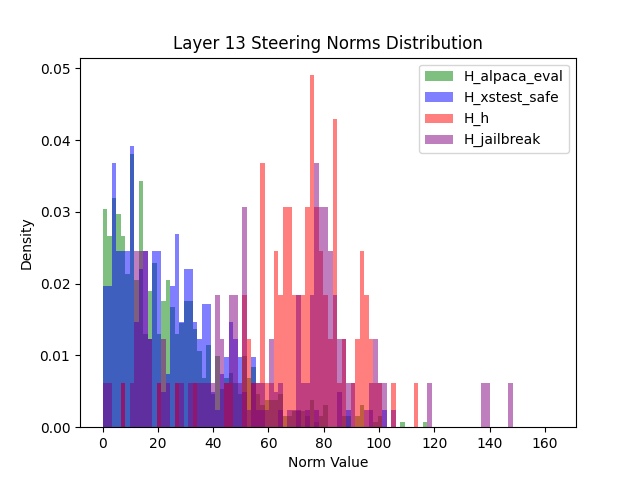 Layer 13 Steering Norms Distribution
H_alpaca_eval
H_xstest_safe
H_h
H_jailbreak
Density
0.05
0.04
0.03
0.02
0.01
0.00
0 20 40 60 80 100 120 140 160
Norm Value